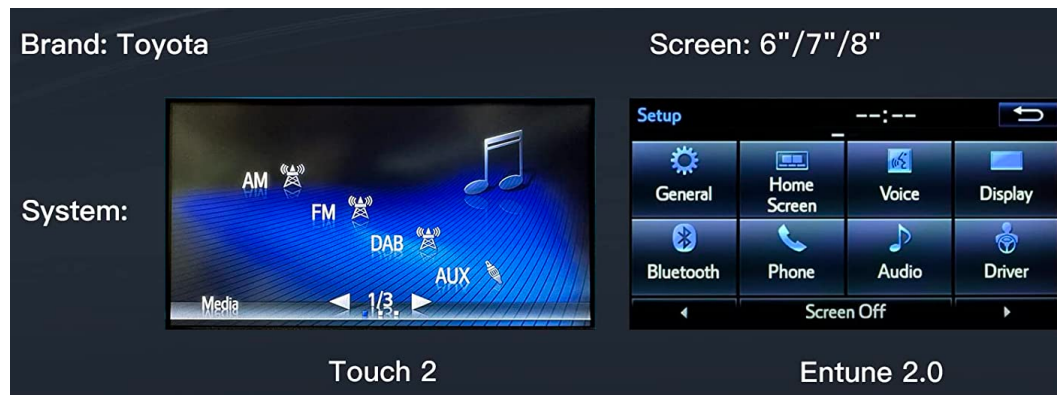 Brand: Toyota
Screen: 6"/7"/8"
System:
AM
FM
DAB
AUX
Media
1/3
Touch 2
Setup
--:--
General
Home
Screen
Voice
Display
Bluetooth
Phone
Audio
Driver
Screen Off
Entune 2.0